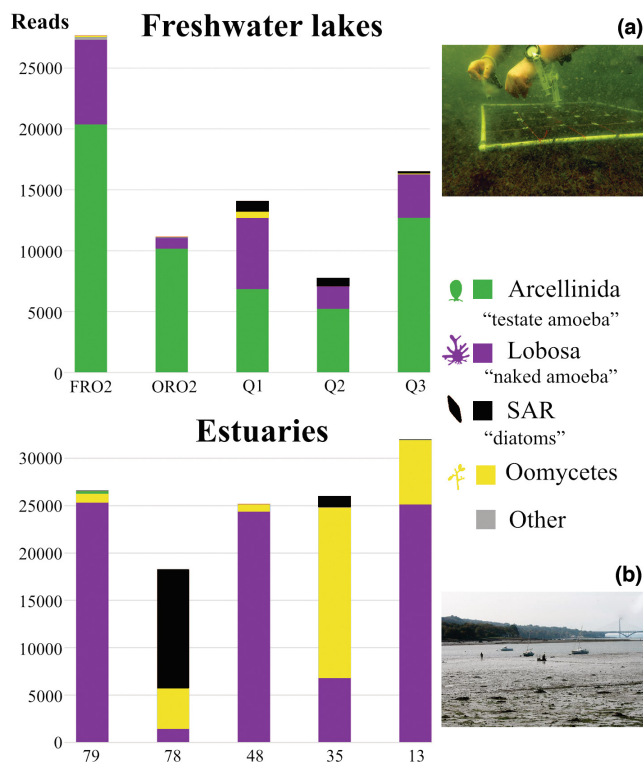 Reads
Freshwater lakes
(a)
25000
20000
15000
10000
5000
0
FRO2 ORO2 Q1 Q2 Q3
Arcellinida
“testate amoeba”
Lobosa
“naked amoeba”
SAR
“diatoms”
Oomycetes
Other
Estuaries
30000
25000
20000
15000
10000
5000
0
79 78 48 35 13
(b)